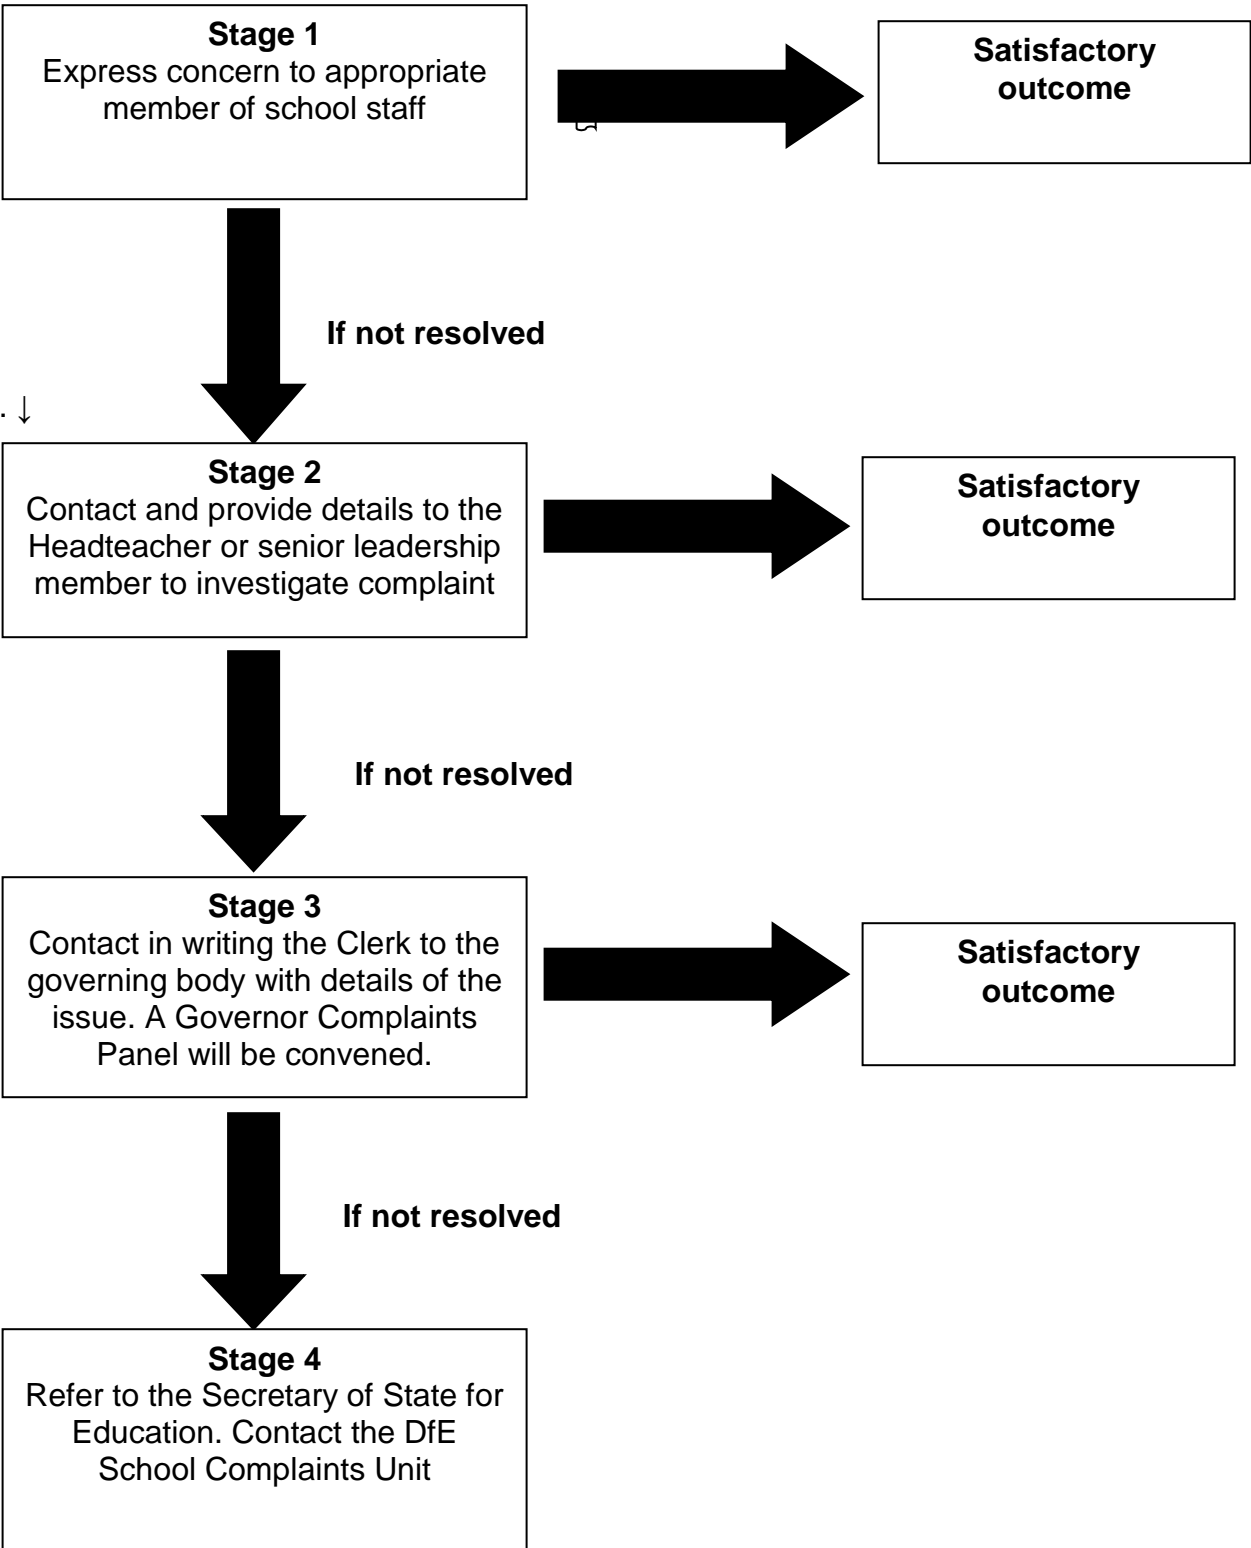 Stage 1
Express concern to appropriate
member of school staff
Satisfactory
outcome
If not resolved
. ↓
Stage 2
Contact and provide details to the
Headteacher or senior leadership
member to investigate complaint
Satisfactory
outcome
If not resolved
Stage 3
Contact in writing the Clerk to the
governing body with details of the
issue. A Governor Complaints
Panel will be convened.
Satisfactory
outcome
If not resolved
Stage 4
Refer to the Secretary of State for
Education. Contact the DfE
School Complaints Unit